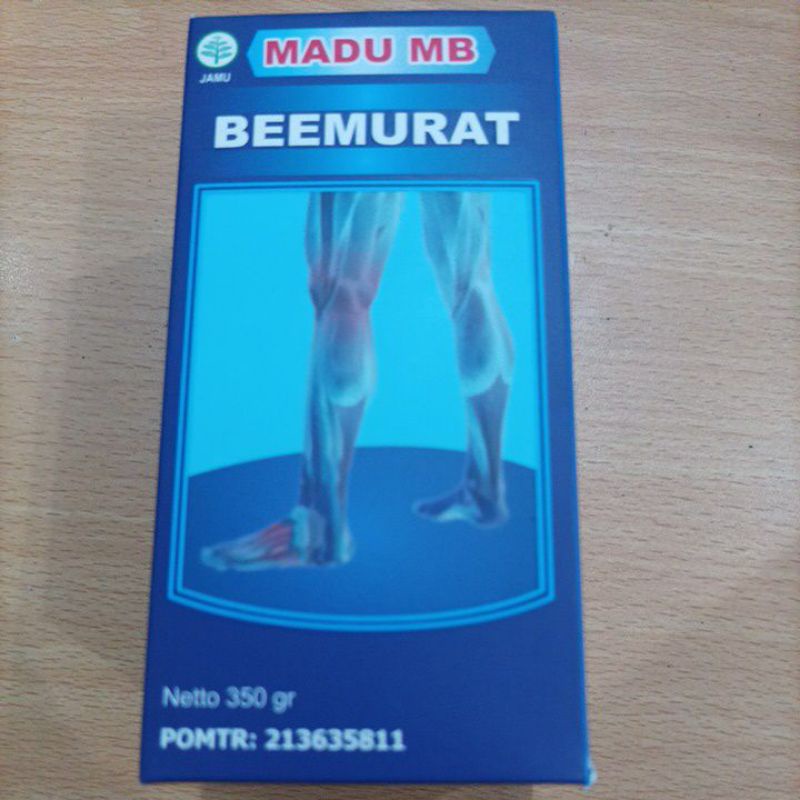 MADU MB
JAMU
BEEMURAT
Netto 350 gr
POMTR: 213635811